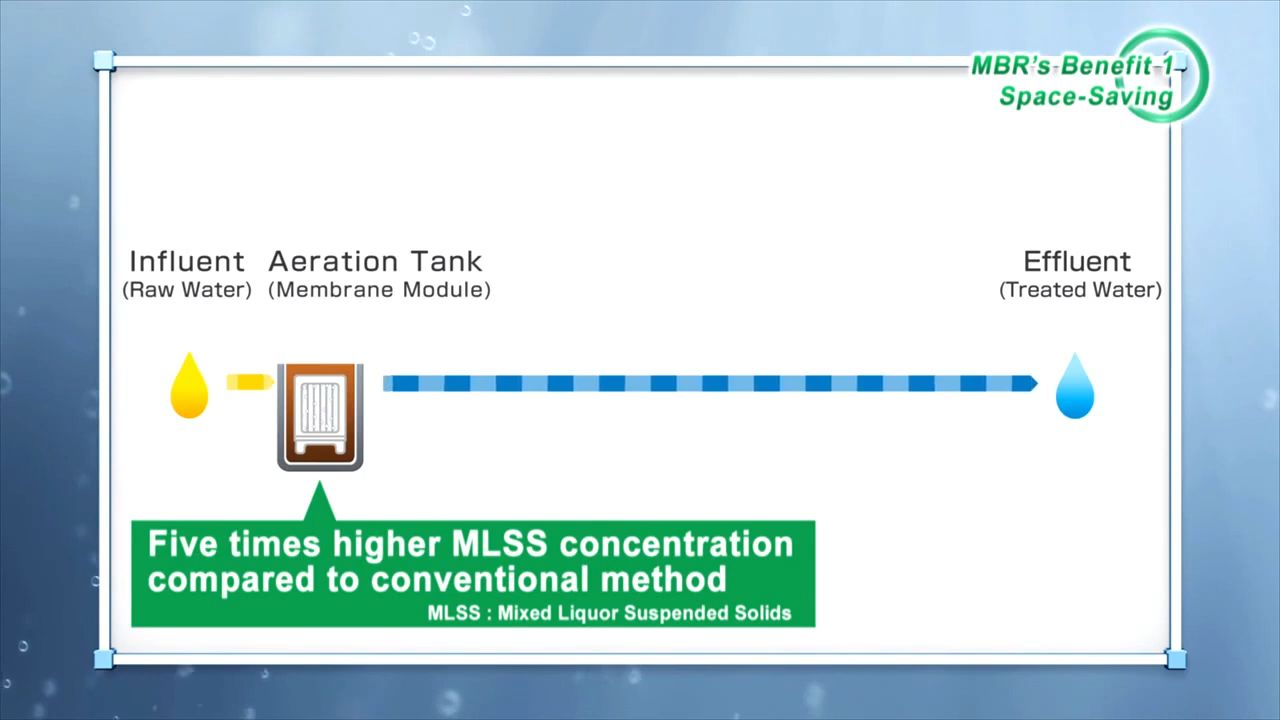 MBR's Benefit 1
Space-Saving
Influent
(Raw Water)
Aeration Tank
(Membrane Module)
Effluent
(Treated Water)
Five times higher MLSS concentration
compared to conventional method
MLSS : Mixed Liquor Suspended Solids